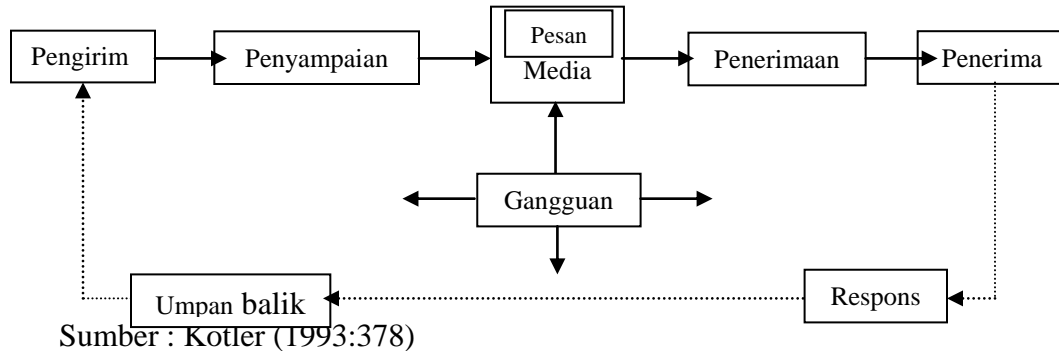 Pengirim
Penyampaian
Pesan
Media
Penerimaan
Penerima
Gangguan
Umpan balik
Respons
Sumber : Kotler (1993:378)